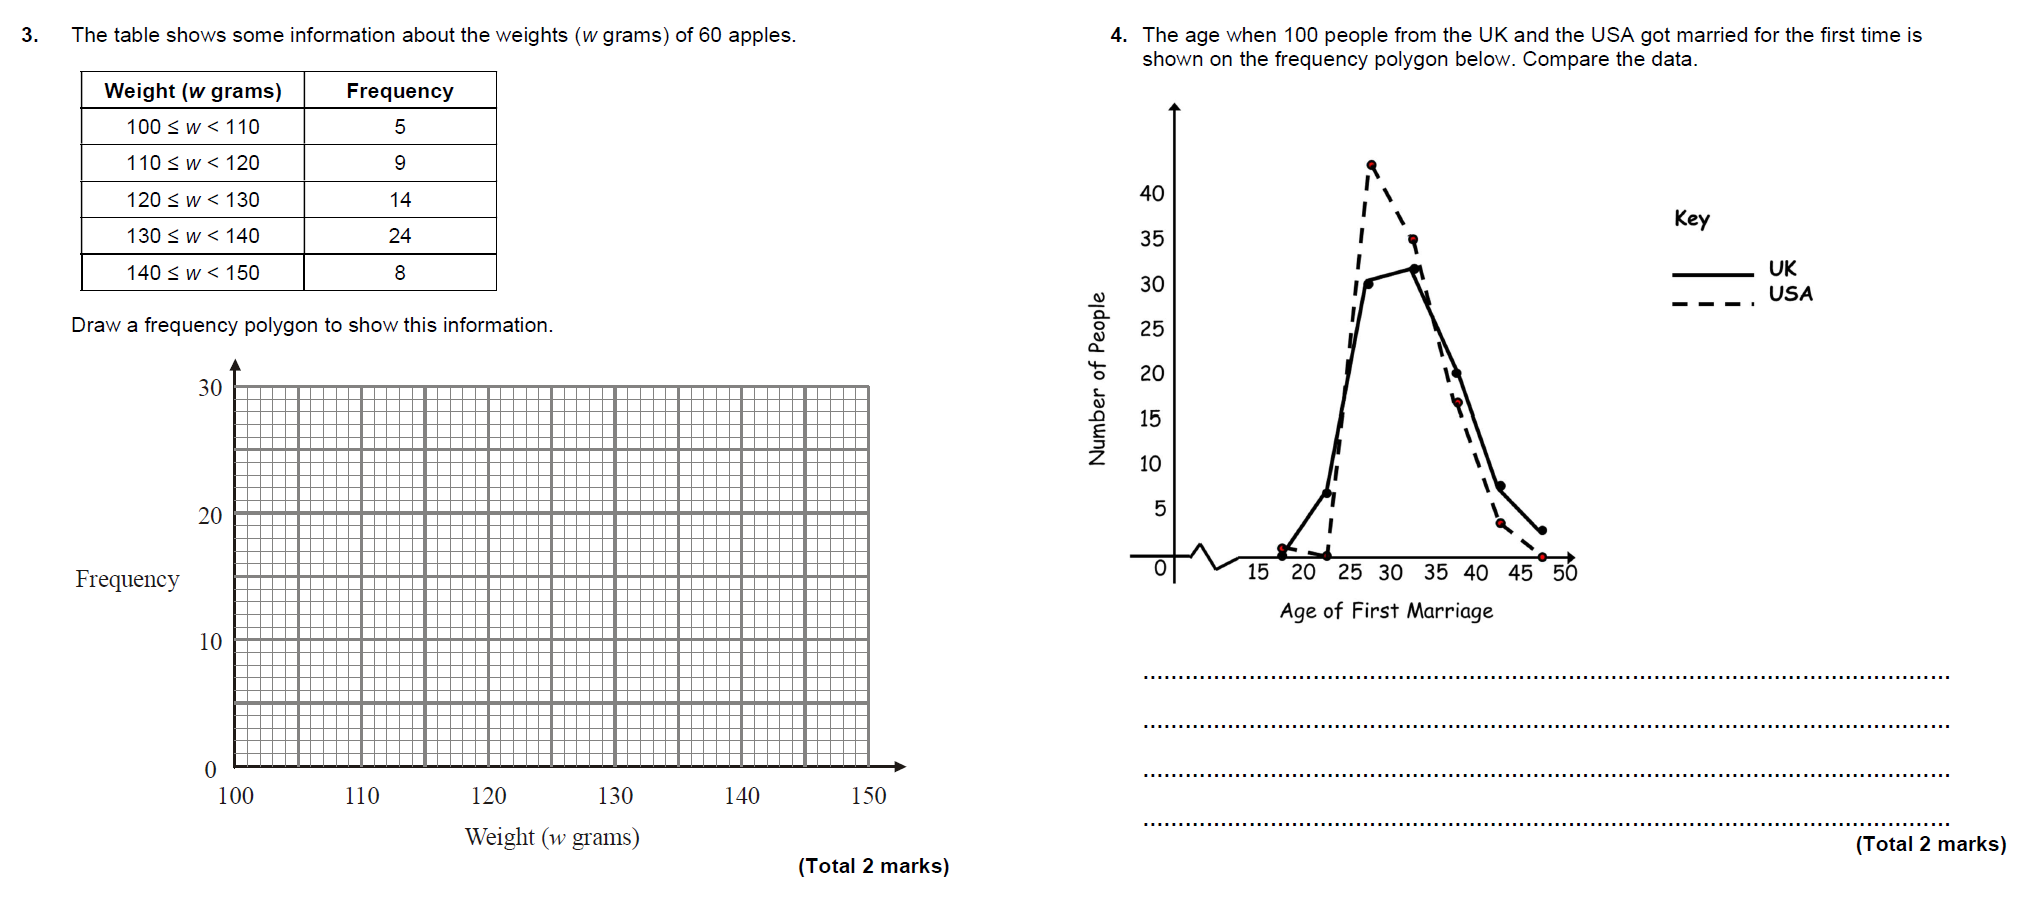 3. The table shows some information about the weights (w grams) of 60 apples.
Weight (w grams) Frequency
100 ≤ w < 110 5
110 ≤ w < 120 9
120 ≤ w < 130 14
130 ≤ w < 140 24
140 ≤ w < 150 8
Draw a frequency polygon to show this information.
30
20
Frequency
10
0
100 110 120 130 140 150
Weight (w grams)
(Total 2 marks)
4. The age when 100 people from the UK and the USA got married for the first time is
shown on the frequency polygon below. Compare the data.
40
35
30
25
20
15
10
5
0
Number of People
15 20 25 30 35 40 45 50
Age of First Marriage
Key
UK
USA
(Total 2 marks)